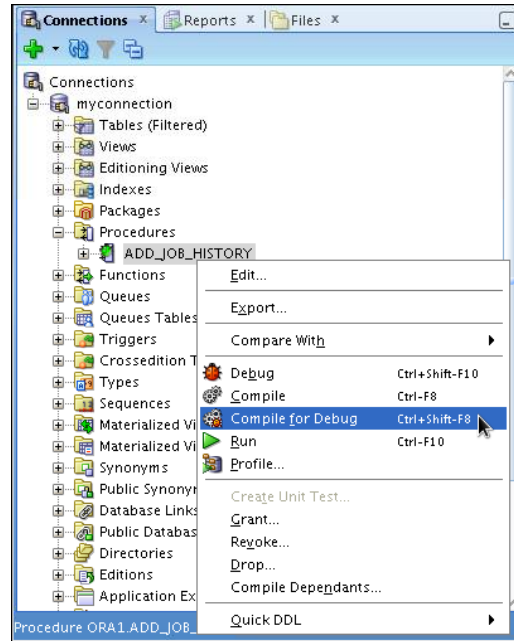 Connections x Reports x Files x
Connections
myconnection
Tables (Filtered)
Views
Editioning Views
Indexes
Packages
Procedures
ADD_JOB_HISTORY
Functions
Queues
Queues Tables
Triggers
Crossedition T
Types
Sequences
Materialized Vi
Materialized Vi
Synonyms
Public Synonyr
Database Links
Public Databas
Directories
Editions
Application Ex
Edit...
Export...
Compare With
Debug Ctrl+Shift-F10
Compile Ctrl-F8
Compile for Debug Ctrl+Shift-F8
Run Ctrl-F10
Profile...
Create Unit Test...
Grant...
Revoke...
Drop...
Compile Dependants...
Quick DDL
Procedure ORA1.ADD_JOB_